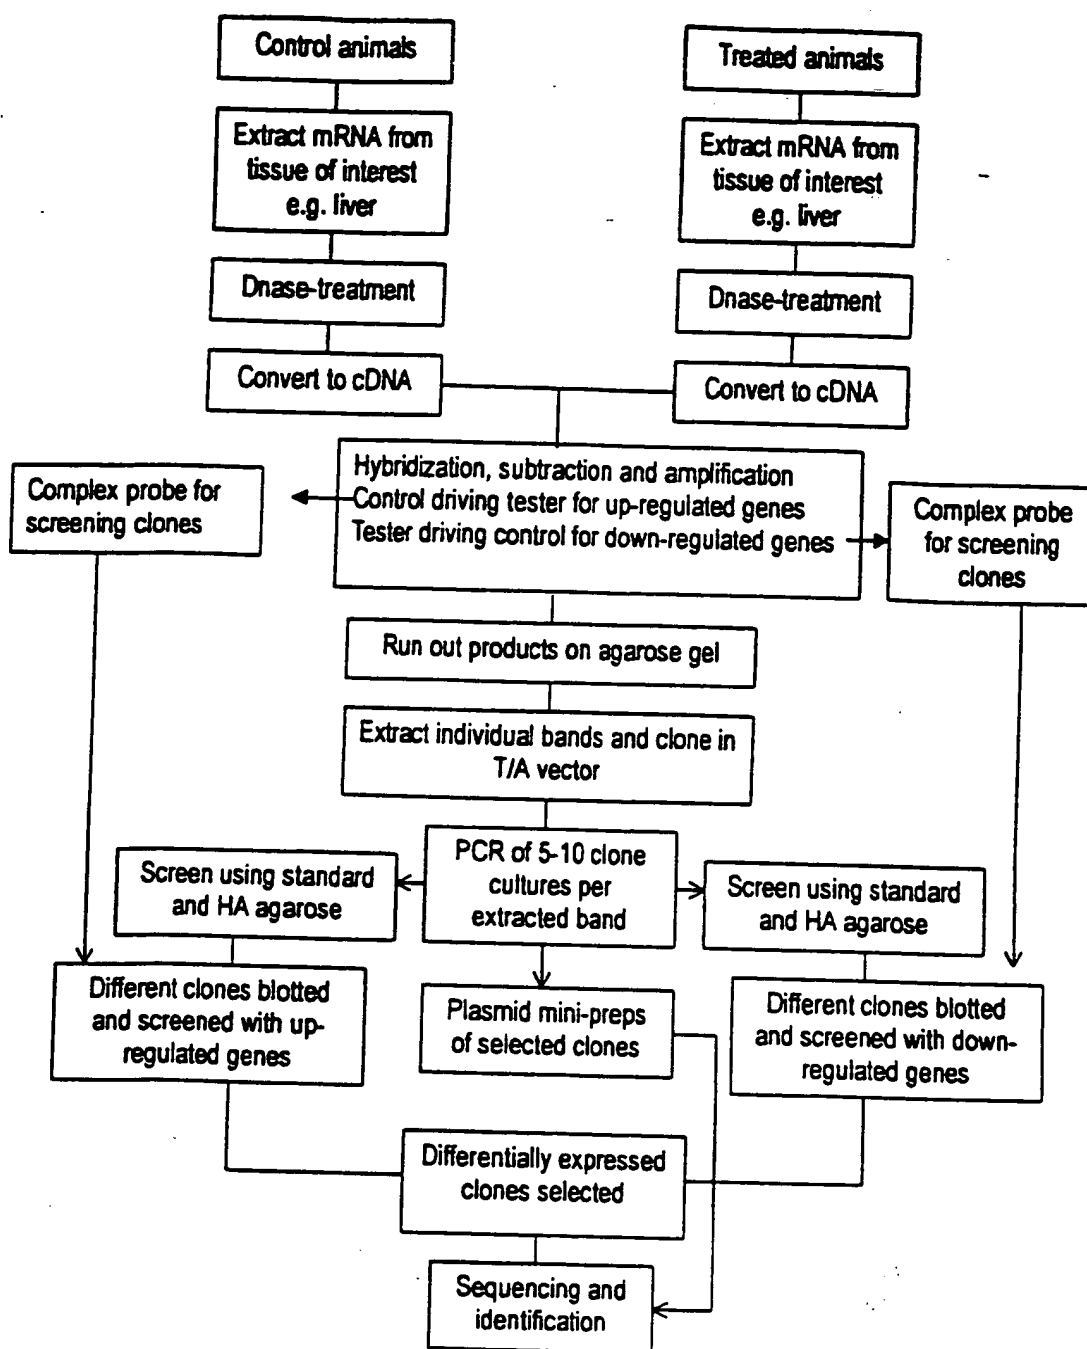 Control animals
Treated animals
Extract mRNA from
tissue of interest
e.g. liver
Extract mRNA from
tissue of interest
e.g. liver
Dnase-treatment
Dnase-treatment
Convert to cDNA
Convert to cDNA
Hybridization, subtraction and amplification
Control driving tester for up-regulated genes
Tester driving control for down-regulated genes
Complex probe for
screening clones
Complex probe
for screening
clones
Run out products on agarose gel
Extract individual bands and clone in
T/A vector
PCR of 5-10 clone
cultures per
extracted band
Screen using standard
and HA agarose
Screen using standard
and HA agarose
Different clones blotted
and screened with up-
regulated genes
Plasmid mini-preps
of selected clones
Different clones blotted
and screened with down-
regulated genes
Differentially expressed
clones selected
Sequencing and
identification